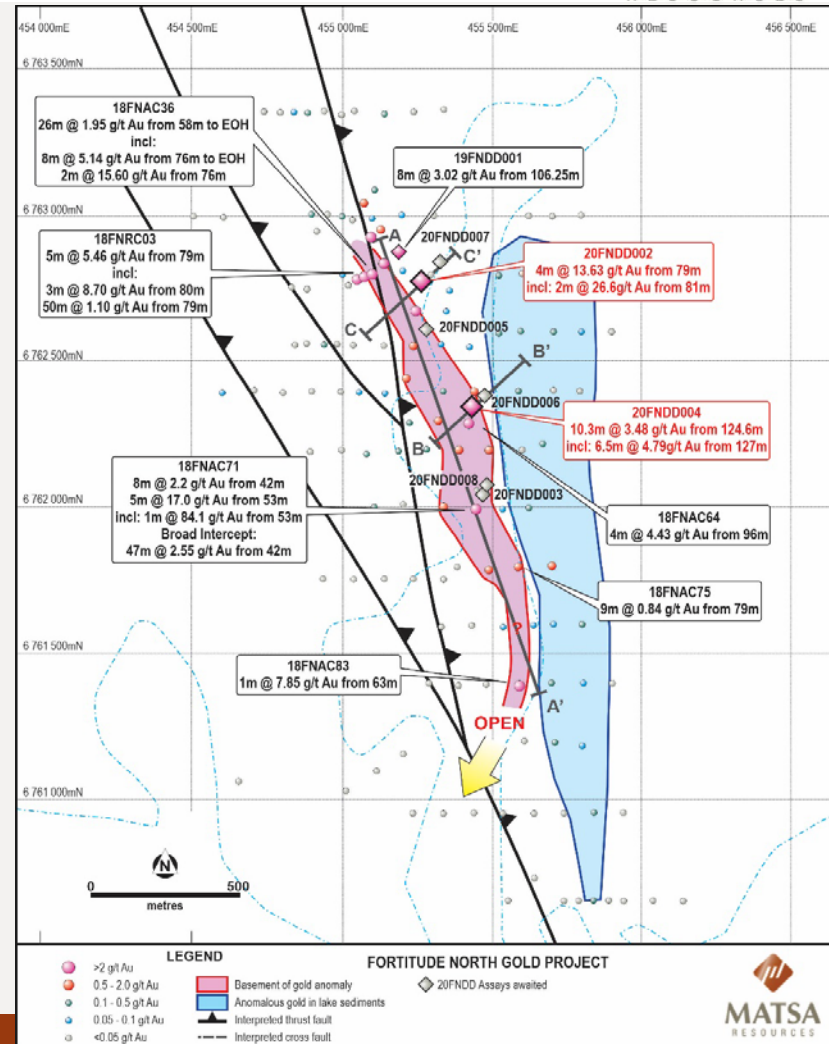 454 000mE
454 500mE
455 000mE
455 500mE
456 000mE
456 500mE
6 763 500mN
18FNAC36
26m @ 1.95 g/t Au from 58m to EOH
incl:
8m @ 5.14 g/t Au from 76m to EOH
2m @ 15.60 g/t Au from 76m
19FNDD001
8m @ 3.02 g/t Au from 106.25m
6 763 000mN
A
20FNDD007
C'
18FNRC03
5m @ 5.46 g/t Au from 79m
incl:
3m @ 8.70 g/t Au from 80m
50m @ 1.10 g/t Au from 79m
20FNDD002
4m @ 13.63 g/t Au from 79m
incl: 2m @ 26.6g/t Au from 81m
C
20FNDD005
B'
6 762 500mN
20FNDD006
20FNDD004
10.3m @ 3.48 g/t Au from 124.6m
incl: 6.5m @ 4.79g/t Au from 127m
B
18FNAC71
8m @ 2.2 g/t Au from 42m
5m @ 17.0 g/t Au from 53m
incl: 1m @ 84.1 g/t Au from 53m
Broad Intercept:
47m @ 2.55 g/t Au from 42m
20FNDD008
20FNDD003
6 762 000mN
18FNAC64
4m @ 4.43 g/t Au from 96m
18FNAC75
9m @ 0.84 g/t Au from 79m
6 761 500mN
18FNAC83
1m @ 7.85 g/t Au from 63m
A'
OPEN
6 761 000mN
N
0
500
metres
LEGEND
FORTITUDE NORTH GOLD PROJECT
>2 g/t Au
0.5 - 2.0 g/t Au
0.1 - 0.5 g/t Au
0.05 - 0.1 g/t Au
<0.05 g/t Au
Basement of gold anomaly
Anomalous gold in lake sediments
Interpreted thrust fault
Interpreted cross fault
20FNDD Assays awaited
MATSA
RESOURCES